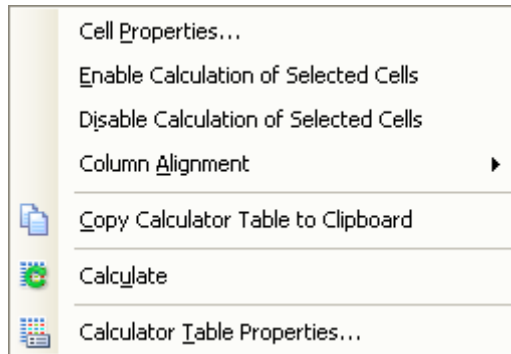 Cell Properties...
Enable Calculation of Selected Cells
Disable Calculation of Selected Cells
Column Alignment
Copy Calculator Table to Clipboard
Calculate
Calculator Table Properties...